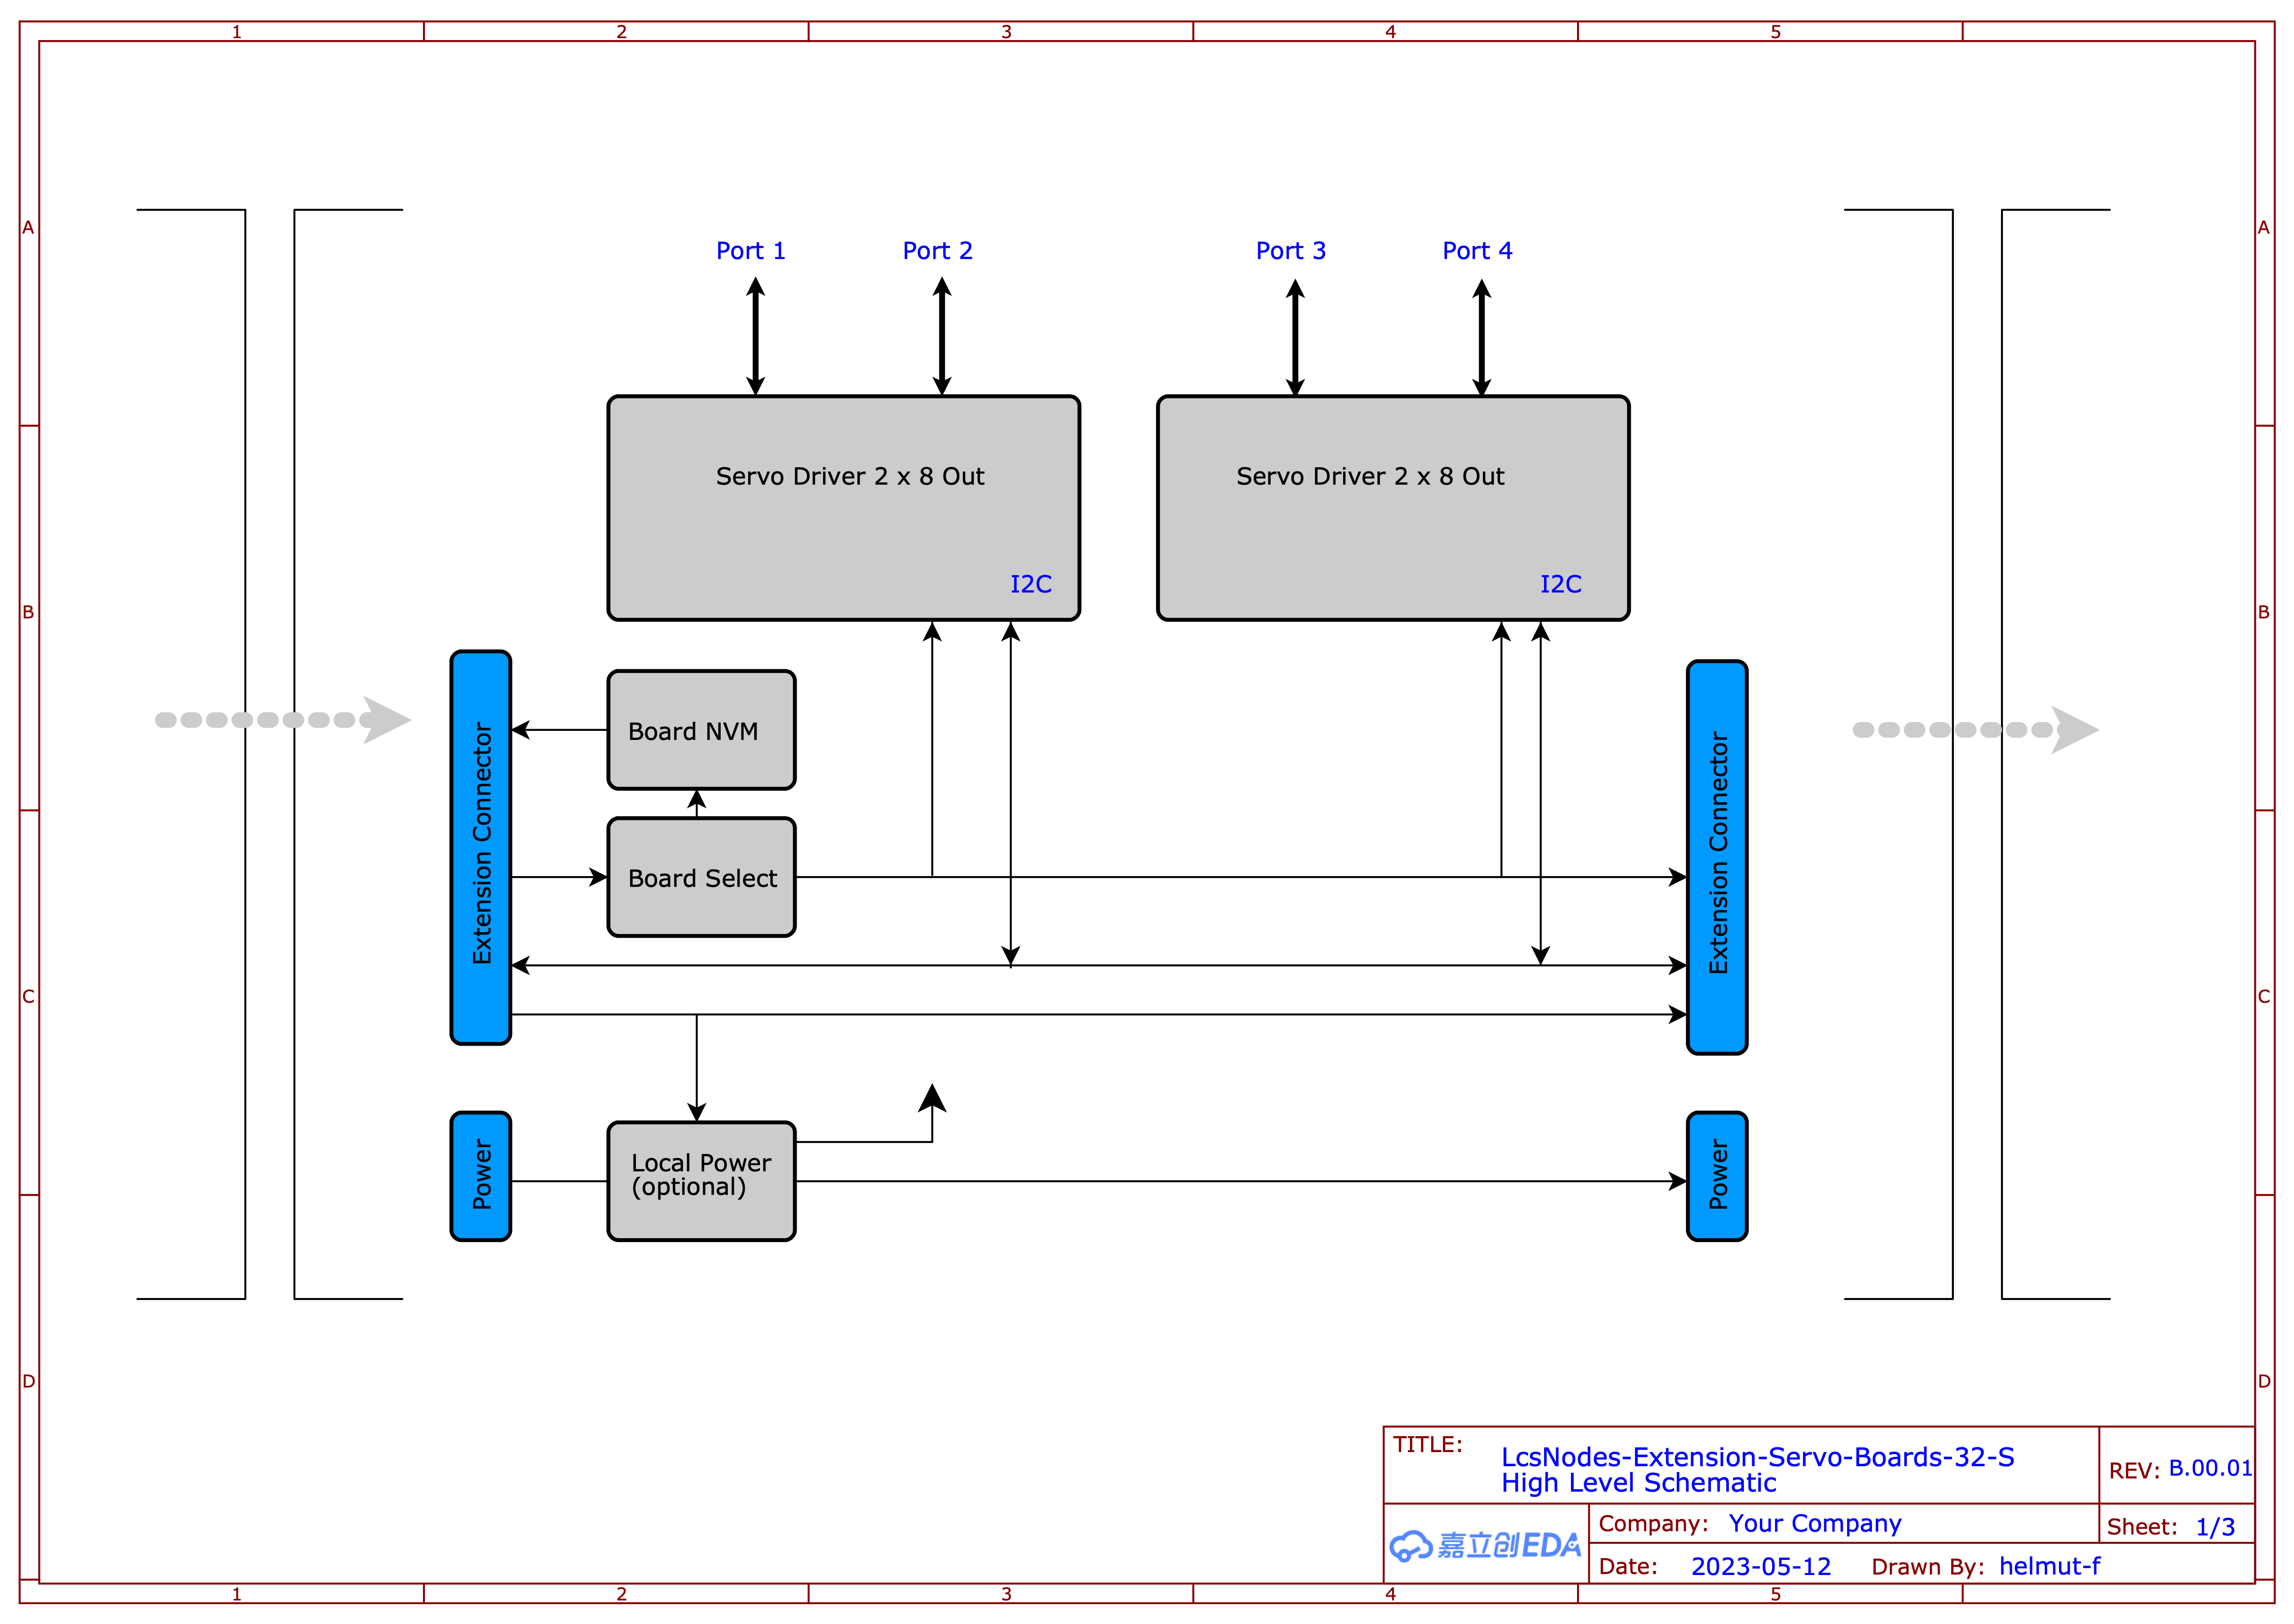 1 2 3 4 5
A A
Port 1 Port 2 Port 3 Port 4
Servo Driver 2 x 8 Out Servo Driver 2 x 8 Out
I2C I2C
B B
Extension Connector
Board NVM
Board Select
Extension Connector
C C
Power
Local Power
(optional)
Power
D D
TITLE:
LcsNodes-Extension-Servo-Boards-32-S
High Level Schematic
REV: B.00.01
嘉立创EDA
Company: Your Company
Sheet: 1/3
Date: 2023-05-12 Drawn By: helmut-f
1 2 3 4 5